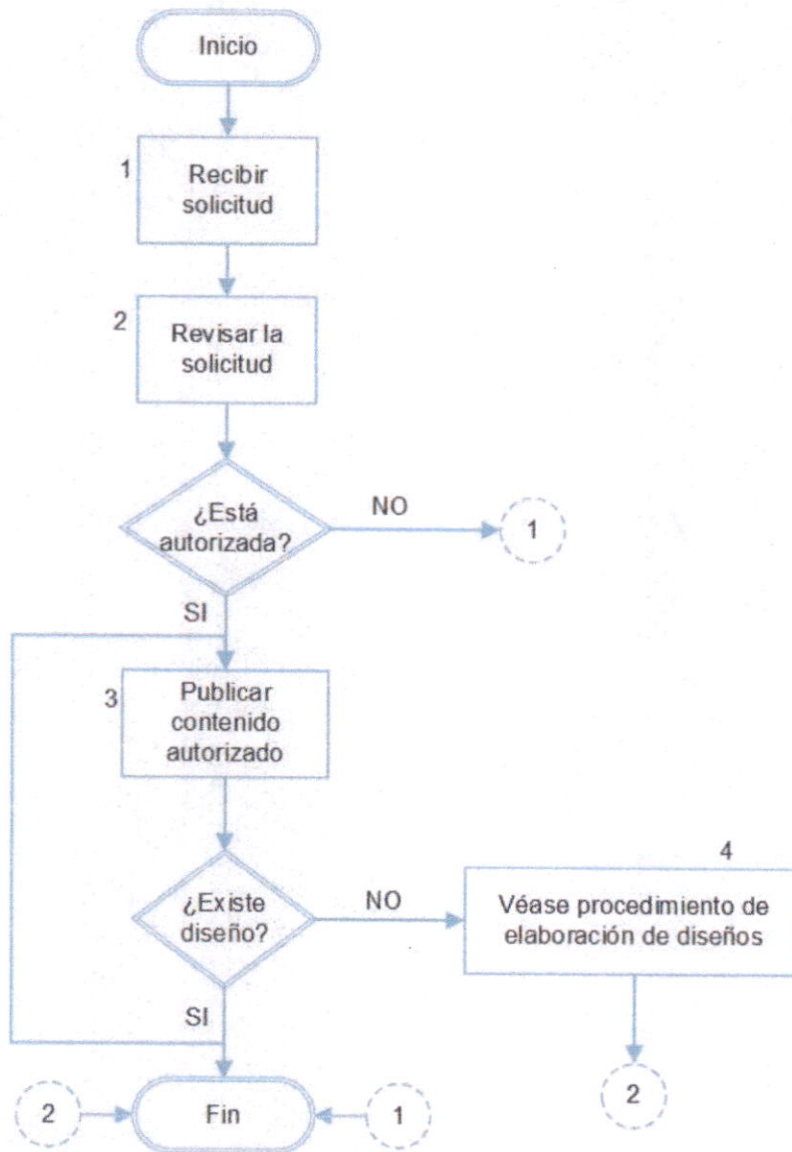 Inicio
1
Recibir
solicitud
2
Revisar la
solicitud
¿Está
autorizada?
NO
1
SI
3
Publicar
contenido
autorizado
4
¿Existe
diseño?
NO
Véase procedimiento de
elaboración de diseños
SI
2
Fin
1
2